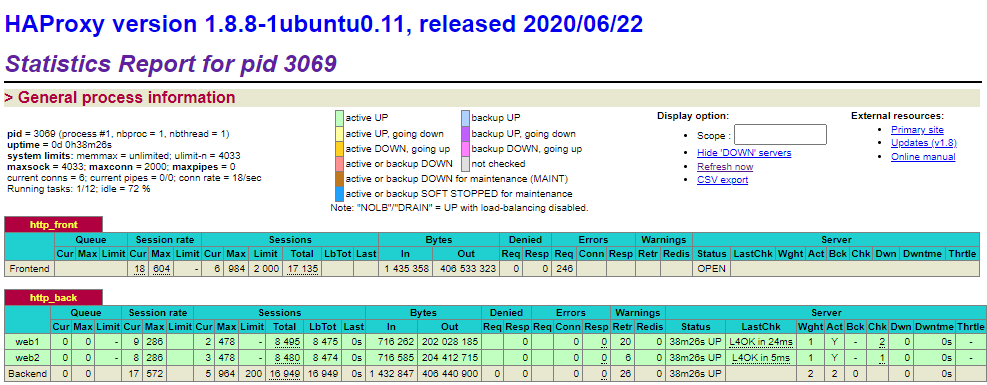 HAProxy version 1.8.8-1ubuntu0.11, released 2020/06/22
Statistics Report for pid 3069
> General process information
pid = 3069 (process #1, nbproc = 1, nbthread = 1)
uptime = 0d 0h38m26s
system limits: memmax = unlimited; ulimit-n = 4033
maxsock = 4033; maxconn = 2000; maxpipes = 0
current conns = 6; current pipes = 0/0; conn rate = 18/sec
Running tasks: 1/12; idle = 72 %
active UP backup UP
active UP, going down backup UP, going down
active DOWN, going up backup DOWN, going up
active or backup DOWN not checked
active or backup DOWN for maintenance (MAINT)
active or backup SOFT STOPPED for maintenance
Note: "NOLB"/"DRAIN" = UP with load-balancing disabled.
Display option:
Scope :
Hide 'DOWN' servers
Refresh now
CSV export
External resources:
Primary site
Updates (v1.8)
Online manual
http_front
Queue Session rate Sessions Bytes Denied Errors Warnings Server
Cur Max Limit Cur Max Limit Cur Max Limit Total LbTot Last In Out Req Resp Req Conn Resp Retr Redis Status LastChk Wght Act Bck Chk Dwn Dwntme Thrtle
Frontend 18 604 - 6 984 2 000 17 135 1 435 358 406 533 323 0 0 246 OPEN
http_back
Queue Session rate Sessions Bytes Denied Errors Warnings Server
Cur Max Limit Cur Max Limit Cur Max Limit Total LbTot Last In Out Req Resp Req Conn Resp Retr Redis Status LastChk Wght Act Bck Chk Dwn Dwntme Thrtle
web1 0 0 - 9 286 2 478 - 8 495 8 475 0s 716 262 202 028 185 0 0 0 20 0 38m26s UP L4OK in 24ms 1 Y - 2 0 0s -
web2 0 0 - 8 286 3 478 - 8 480 8 474 0s 716 585 204 412 715 0 0 0 6 0 38m26s UP L4OK in 5ms 1 Y - 1 0 0s -
Backend 0 0 17 572 5 964 200 16 949 16 949 0s 1 432 847 406 440 900 0 0 0 0 26 0 38m26s UP 2 2 0 0 0s